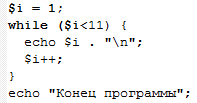 $i = 1;
while ($i<11) {
  echo $i . "\n";
  $i++;
}
echo "Конец программы";